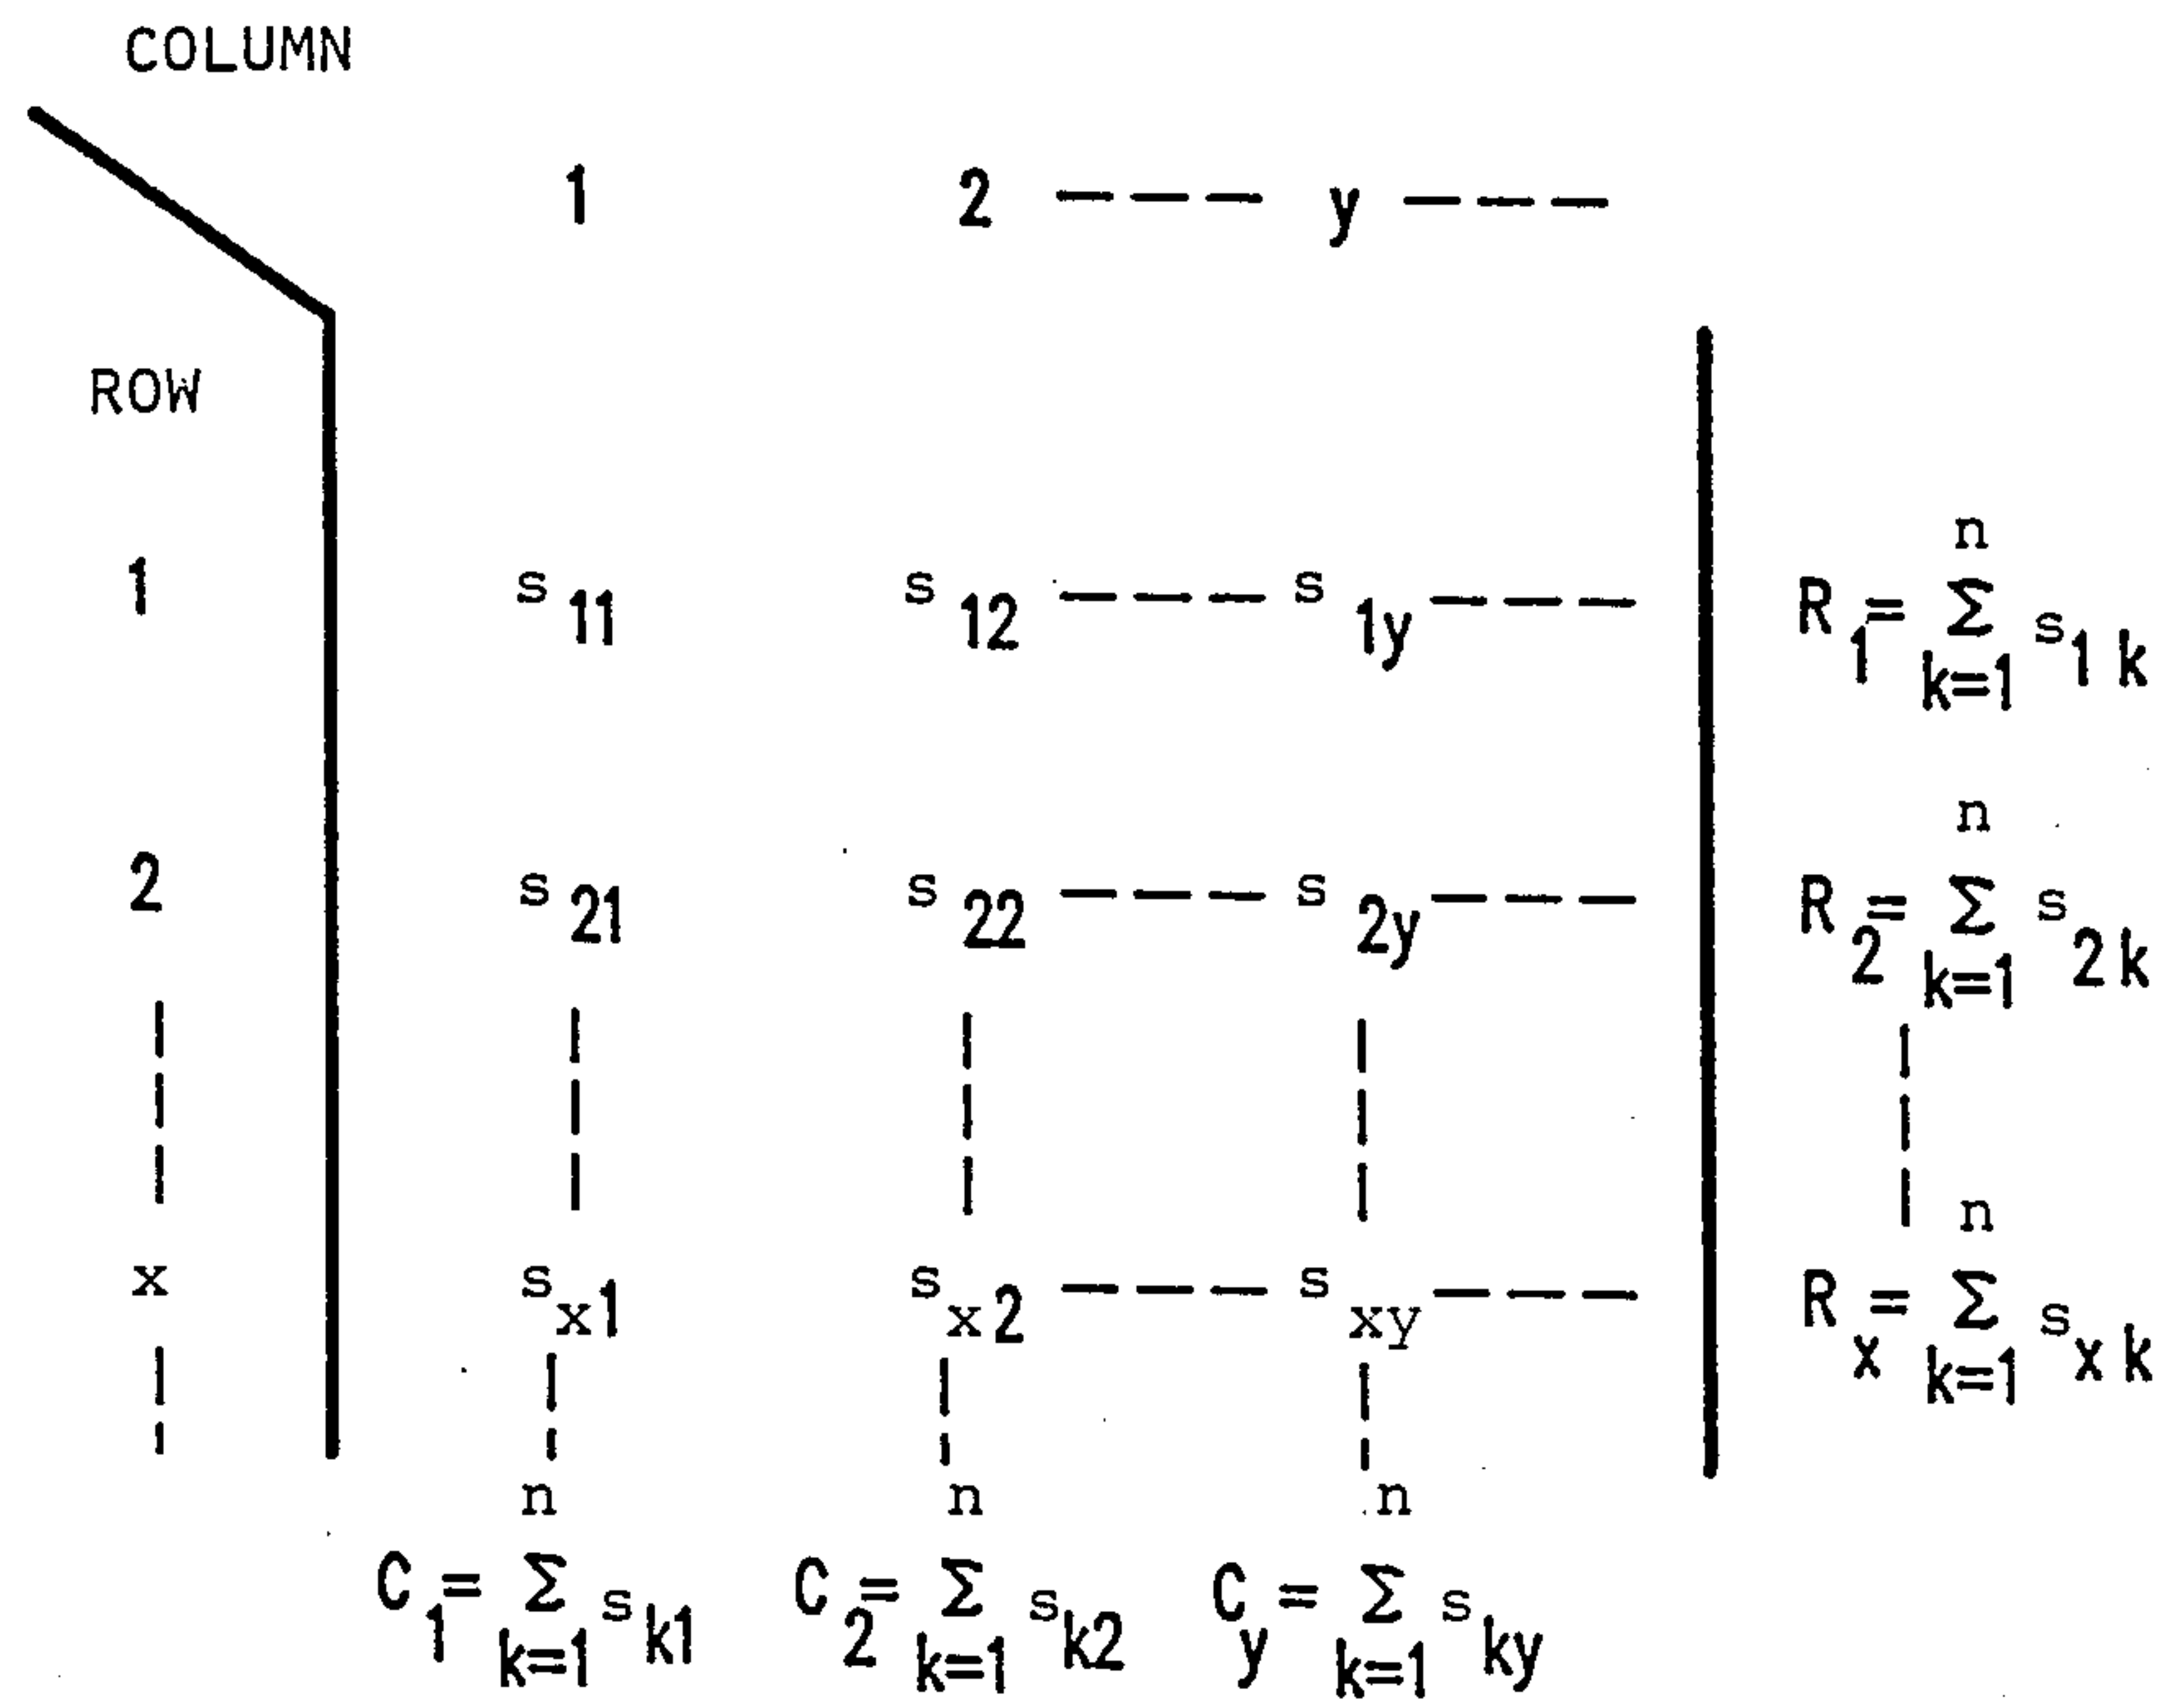 COLUMN
1 2 --- y ---
ROW
1 s₁₁ s₁₂ --- s₁y --- R₁ = n Σ k=1 s₁k
2 s₂₁ s₂₂ --- s₂y --- R₂ = n Σ k=1 s₂k
x sx1 sx2 --- sxy --- Rx = n Σ k=1 sxk
C₁ = n Σ k=1 sk1 C₂ = n Σ k=1 sk2 Cy = n Σ k=1 sky